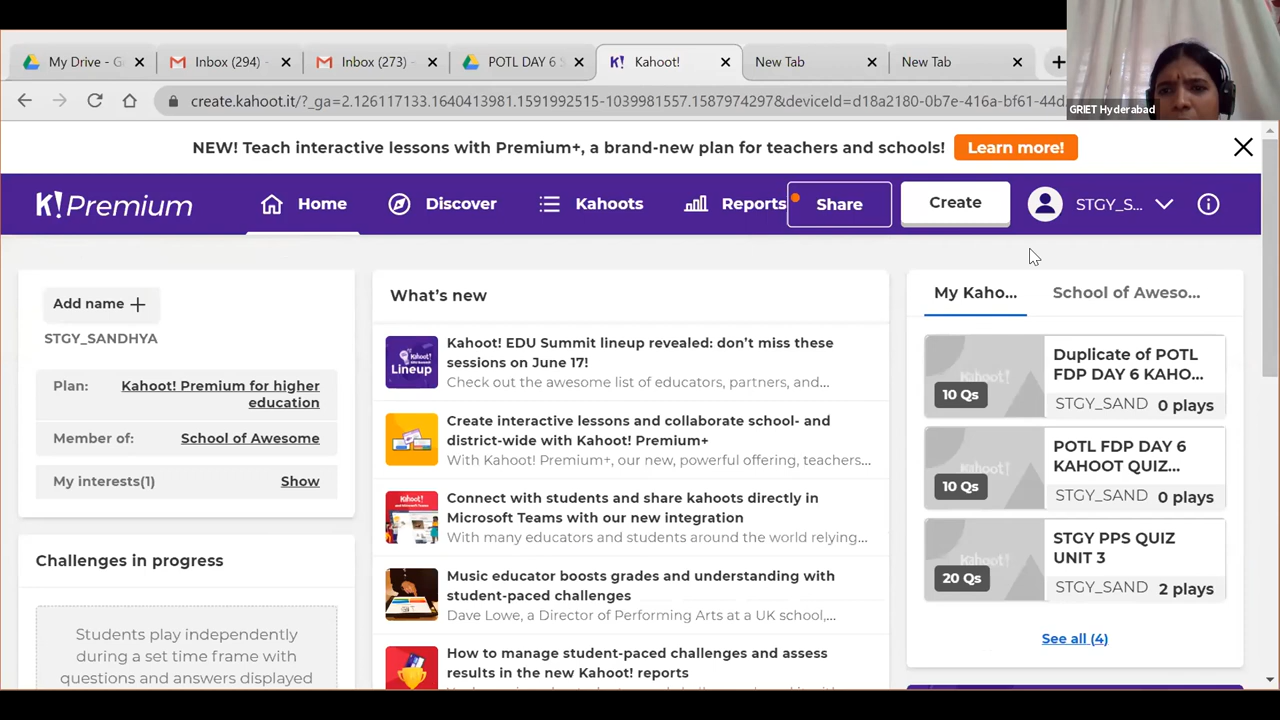 My Drive - G
Inbox (294) -
Inbox (273) -
POTL DAY 6 S
Kahoot!
New Tab
New Tab
create.kahoot.it/?_ga=2.126117133.1640413981.1591992515-1039981557.1587974297&deviceId=d18a2180-0b7e-416a-bf61-44d
GRIET Hyderabad
NEW! Teach interactive lessons with Premium+, a brand-new plan for teachers and schools!
Learn more!
K! Premium
Home
Discover
Kahoots
Reports
Share
Create
STGY_S...
Add name +
STGY_SANDHYA
Plan:
Kahoot! Premium for higher
education
Member of:
School of Awesome
My interests(1)
Show
Challenges in progress
Students play independently
during a set time frame with
questions and answers displayed
What's new
Kahoot!
Lineup
Kahoot! EDU Summit lineup revealed: don't miss these
sessions on June 17!
Check out the awesome list of educators, partners, and...
Create interactive lessons and collaborate school- and
district-wide with Kahoot! Premium+
With Kahoot! Premium+, our new, powerful offering, teachers...
Connect with students and share kahoots directly in
Microsoft Teams with our new integration
With many educators and students around the world relying...
Music educator boosts grades and understanding with
student-paced challenges
Dave Lowe, a Director of Performing Arts at a UK school,...
How to manage student-paced challenges and assess
results in the new Kahoot! reports
My Kaho...
School of Aweso...
Kahoot!
10 Qs
Duplicate of POTL
FDP DAY 6 KAHO...
STGY_SAND
0 plays
Kahoot!
10 Qs
POTL FDP DAY 6
KAHOOT QUIZ...
STGY_SAND
0 plays
Kahoot!
20 Qs
STGY PPS QUIZ
UNIT 3
STGY_SAND
2 plays
See all (4)